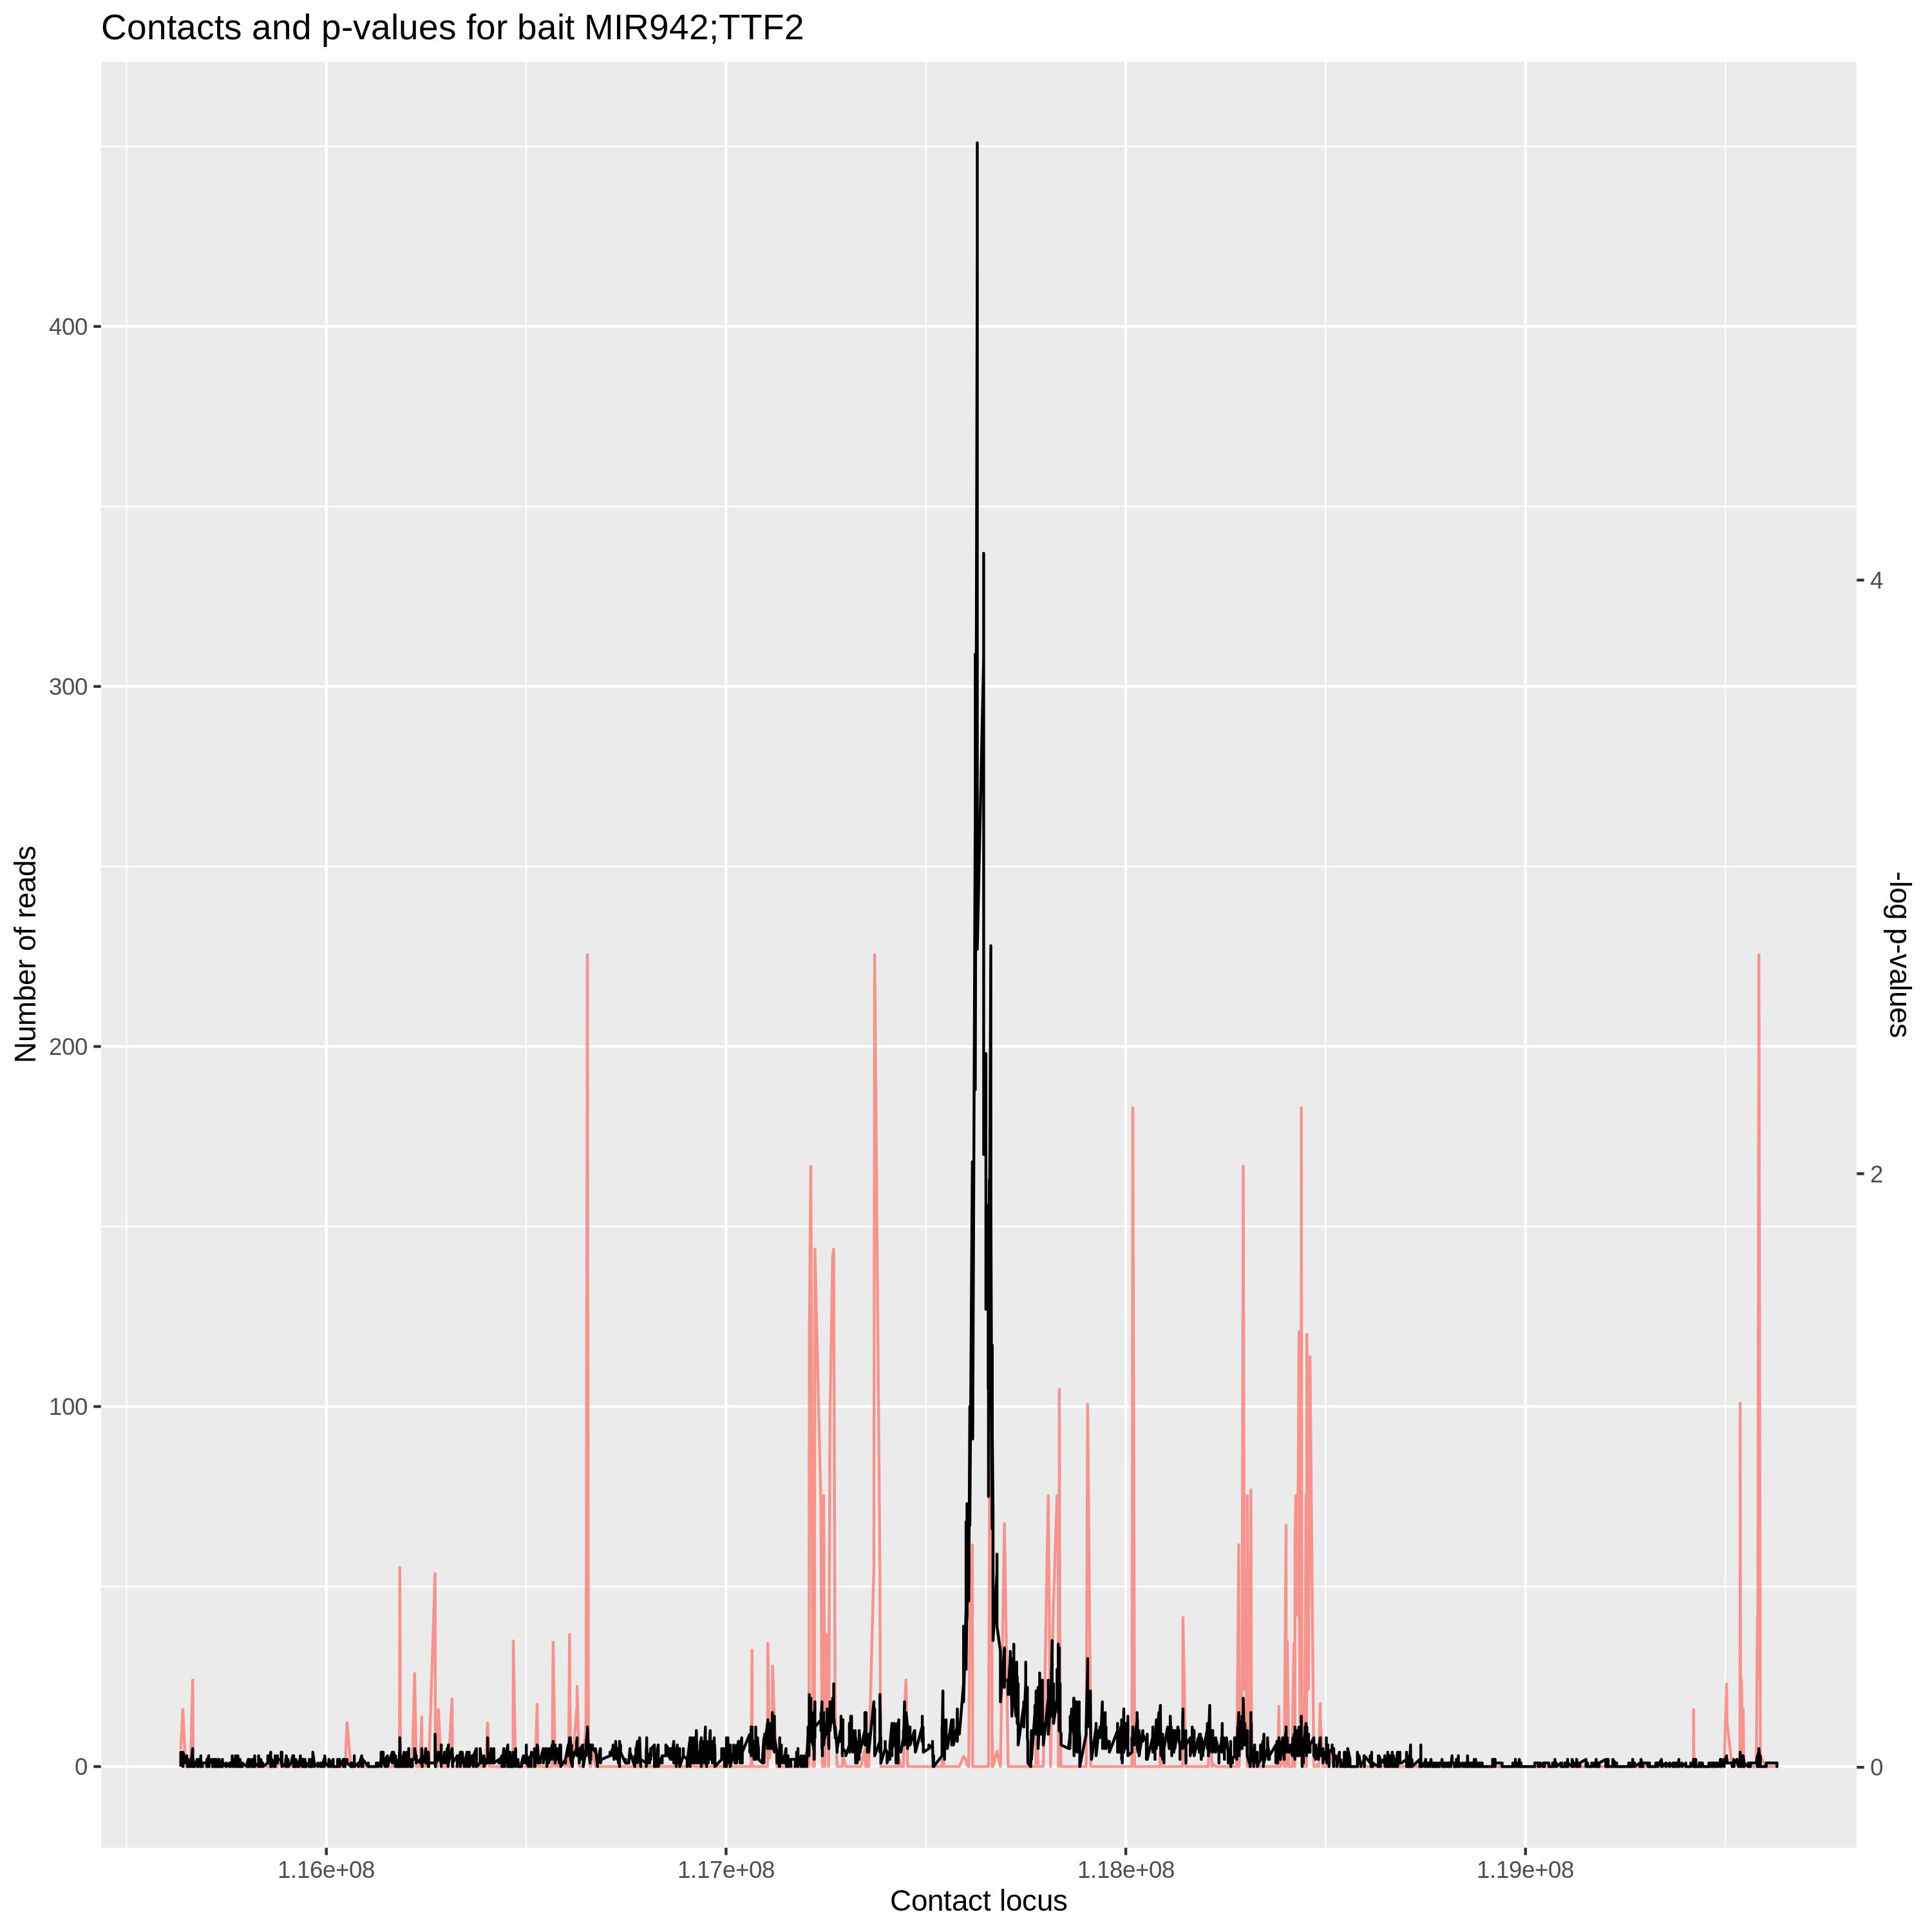 Contacts and p-values for bait MIR942;TTF2
400
300
200
100
0
Number of reads
4
2
0
-log p-values
1.16e+08
1.17e+08
1.18e+08
1.19e+08
Contact locus